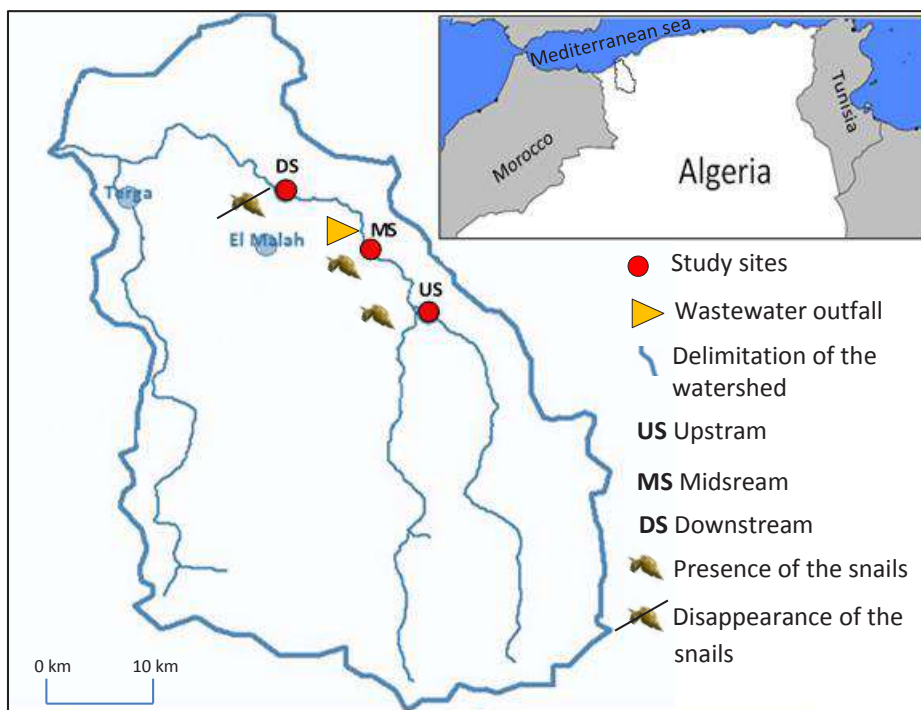 Mediterranean sea
Morocco
Tunisia
Algeria
DS
Terga
MS
El Malah
US
Study sites
Wastewater outfall
Delimitation of the
watershed
US Upstram
MS Midsream
DS Downstream
Presence of the snails
Disappearance of the
snails
0 km
10 km